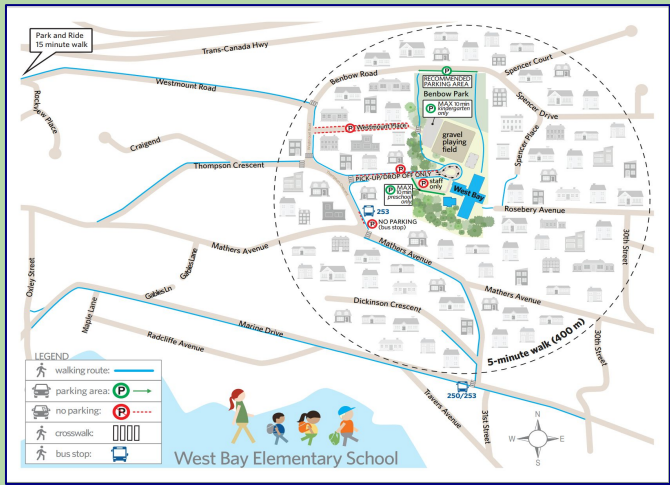 Park and Ride
15 minute walk
Trans-Canada Hwy
Westmount Road
Benbow Road
Spencer Court
RECOMMENDED
PARKING AREA
Benbow Park
P MAX 10min
kindergarten
only
Spencer Drive
Spencer Place
Rockview Place
Craigend
Thompson Crescent
P
gravel
playing
field
P
PICK-UP/DROP OFF ONLY
P staff
only
P MAX
10 min
preschool
only
West Bay
Rosebery Avenue
253
P NO PARKING
(bus stop)
Mathers Avenue
Mathers Avenue
Mathers Avenue
30th Street
30th Street
Oxley Street
Gables Lane
Gables Ln
Maple Lane
Dickinson Crescent
Marine Drive
Radcliffe Avenue
5-minute walk (400 m)
250/253
Travers Avenue
31st Street
LEGEND
walking route:
parking area: P
no parking: P
crosswalk:
bus stop:
West Bay Elementary School
N
W E
S